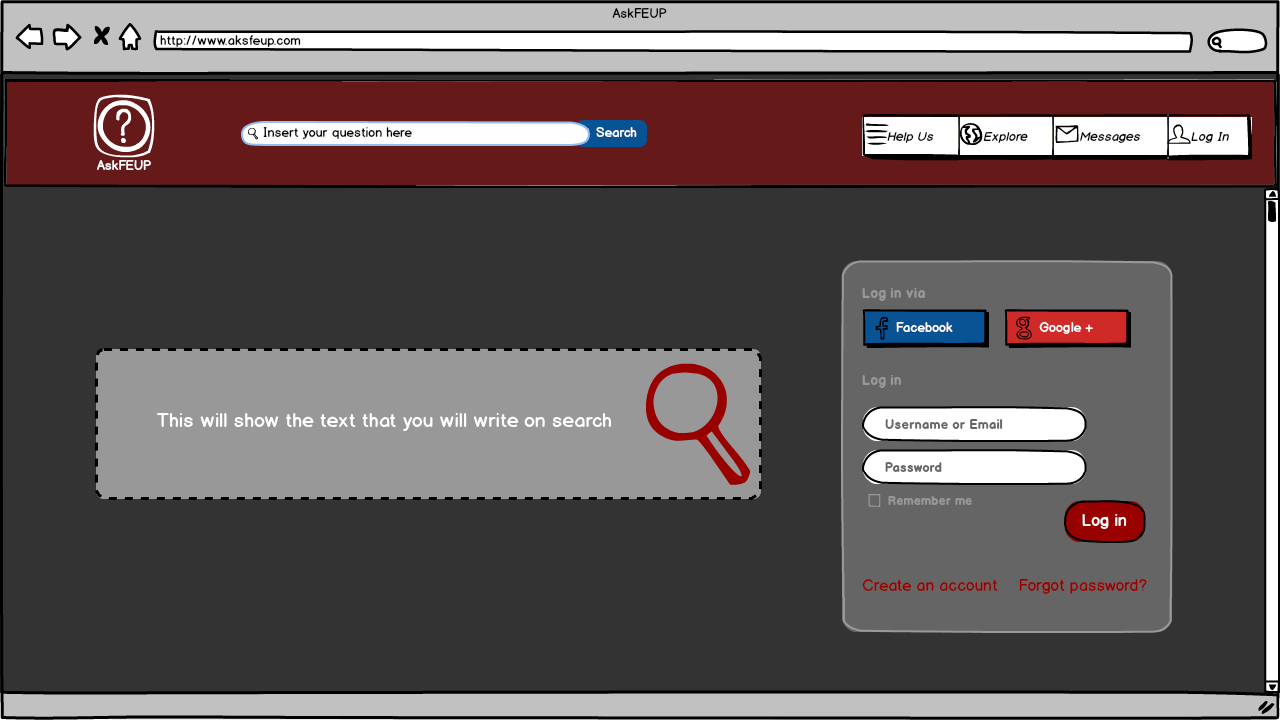 AskFEUP
http://www.aksfeup.com
Insert your question here
Search
Help Us
Explore
Messages
Log In
AskFEUP
Log in via
Facebook
Google +
Log in
This will show the text that you will write on search
Username or Email
Password
Remember me
Log in
Create an account
Forgot password?